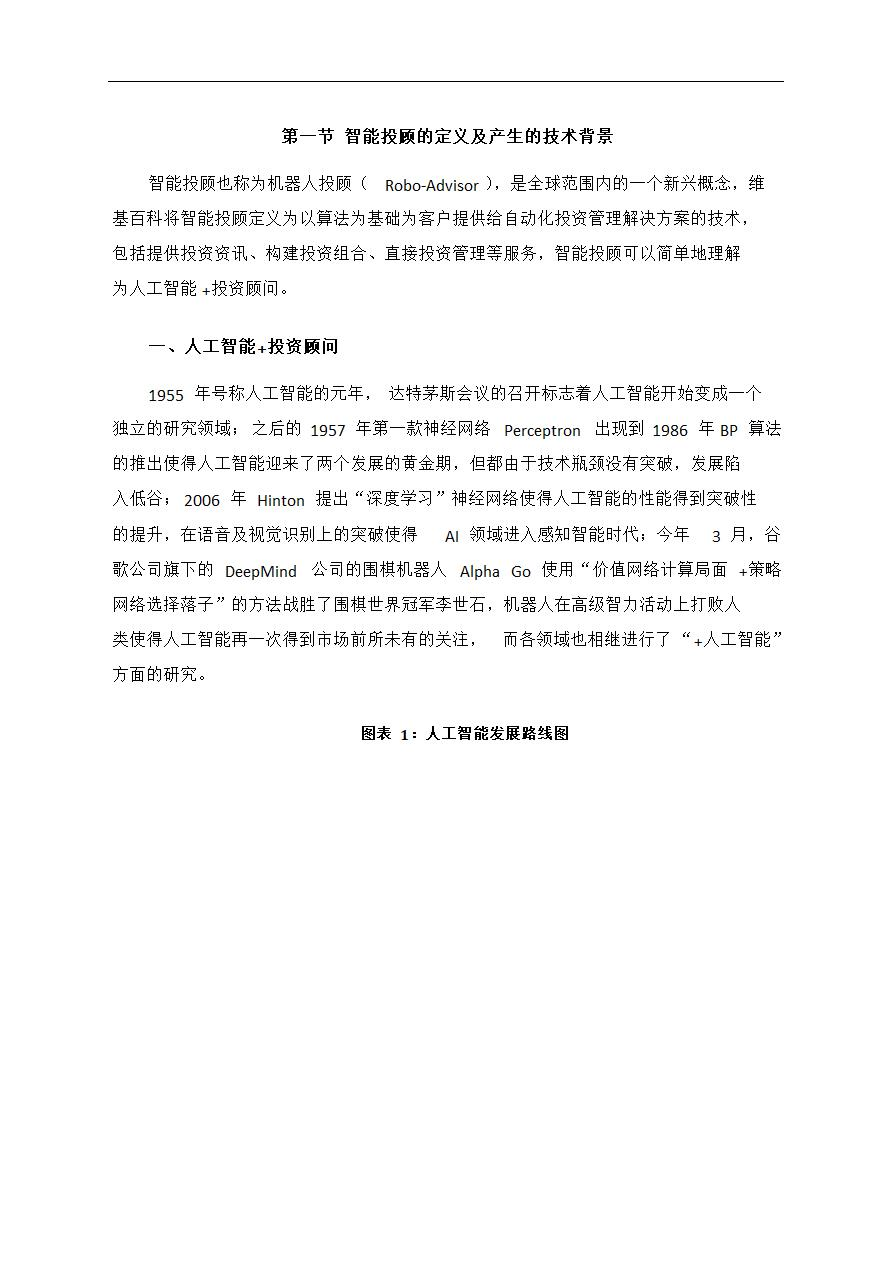 第一节 智能投顾的定义及产生的技术背景
智能投顾也称为机器人投顾（ Robo-Advisor ），是全球范围内的一个新兴概念，维
基百科将智能投顾定义为以算法为基础为客户提供给自动化投资管理解决方案的技术，
包括提供投资资讯、构建投资组合、直接投资管理等服务，智能投顾可以简单地理解
为人工智能 +投资顾问。
一、人工智能+投资顾问
1955 年号称人工智能的元年， 达特茅斯会议的召开标志着人工智能开始变成一个
独立的研究领域；之后的 1957 年第一款神经网络 Perceptron 出现到 1986 年 BP 算法
的推出使得人工智能迎来了两个发展的黄金期，但都由于技术瓶颈没有突破，发展陷
入低谷；2006 年 Hinton 提出“深度学习”神经网络使得人工智能的性能得到突破性
的提升，在语音及视觉识别上的突破使得 AI 领域进入感知智能时代；今年 3 月，谷
歌公司旗下的 DeepMind 公司的围棋机器人 Alpha Go 使用“价值网络计算局面 +策略
网络选择落子”的方法战胜了围棋世界冠军李世石，机器人在高级智力活动上打败人
类使得人工智能再一次得到市场前所未有的关注， 而各领域也相继进行了 “+人工智能”
方面的研究。
图表 1：人工智能发展路线图